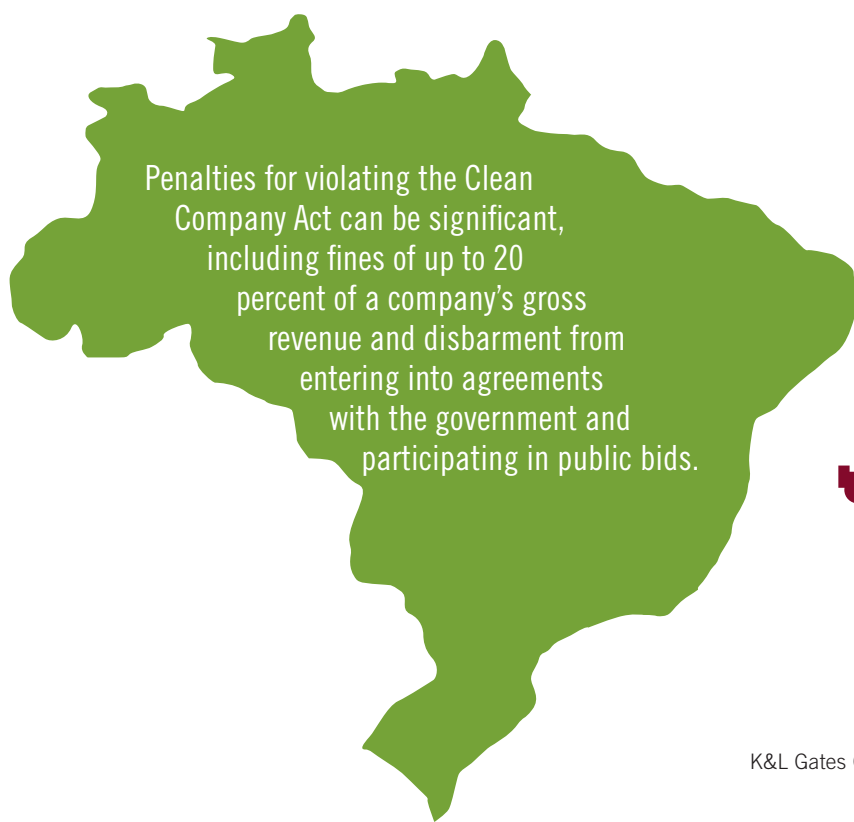 Penalties for violating the Clean
Company Act can be significant,
including fines of up to 20
percent of a company’s gross
revenue and disbarment from
entering into agreements
with the government and
participating in public bids.
K&L Gates